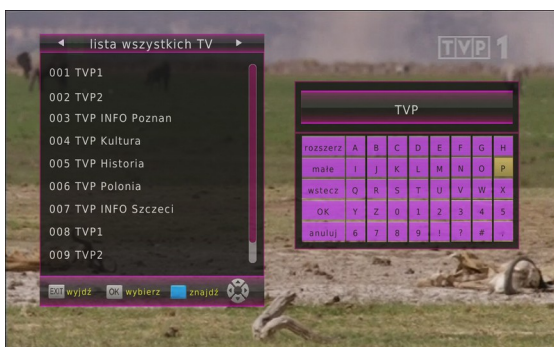 lista wszystkich TV
001 TVP1
002 TVP2
003 TVP INFO Poznan
004 TVP Kultura
005 TVP Historia
006 TVP Polonia
007 TVP INFO Szczeci
008 TVP1
009 TVP2
EXIT wyjdź OK wybierz znajdź
TVP 1
TVP
rozszerz A B C D E F G H
małe I J K L M N O P
wstecz Q R S T U V W X
OK Y Z 0 1 2 3 4 5
anuluj 6 7 8 9 ! ? #